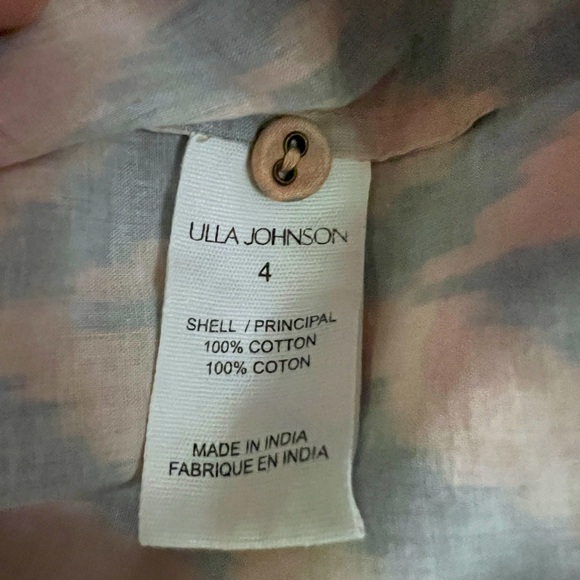 ULLA JOHNSON
4
SHELL / PRINCIPAL
100% COTTON
100% COTON
MADE IN INDIA
FABRIQUE EN INDIA